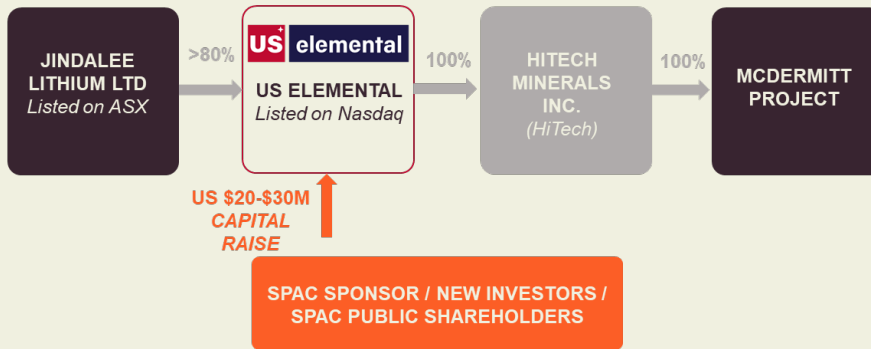 JINDALEE
LITHIUM LTD
Listed on ASX
>80%
US elemental
US ELEMENTAL
Listed on Nasdaq
100%
HITECH
MINERALS
INC.
(HiTech)
100%
MCDERMITT
PROJECT
US $20-$30M
CAPITAL
RAISE
SPAC SPONSOR / NEW INVESTORS /
SPAC PUBLIC SHAREHOLDERS